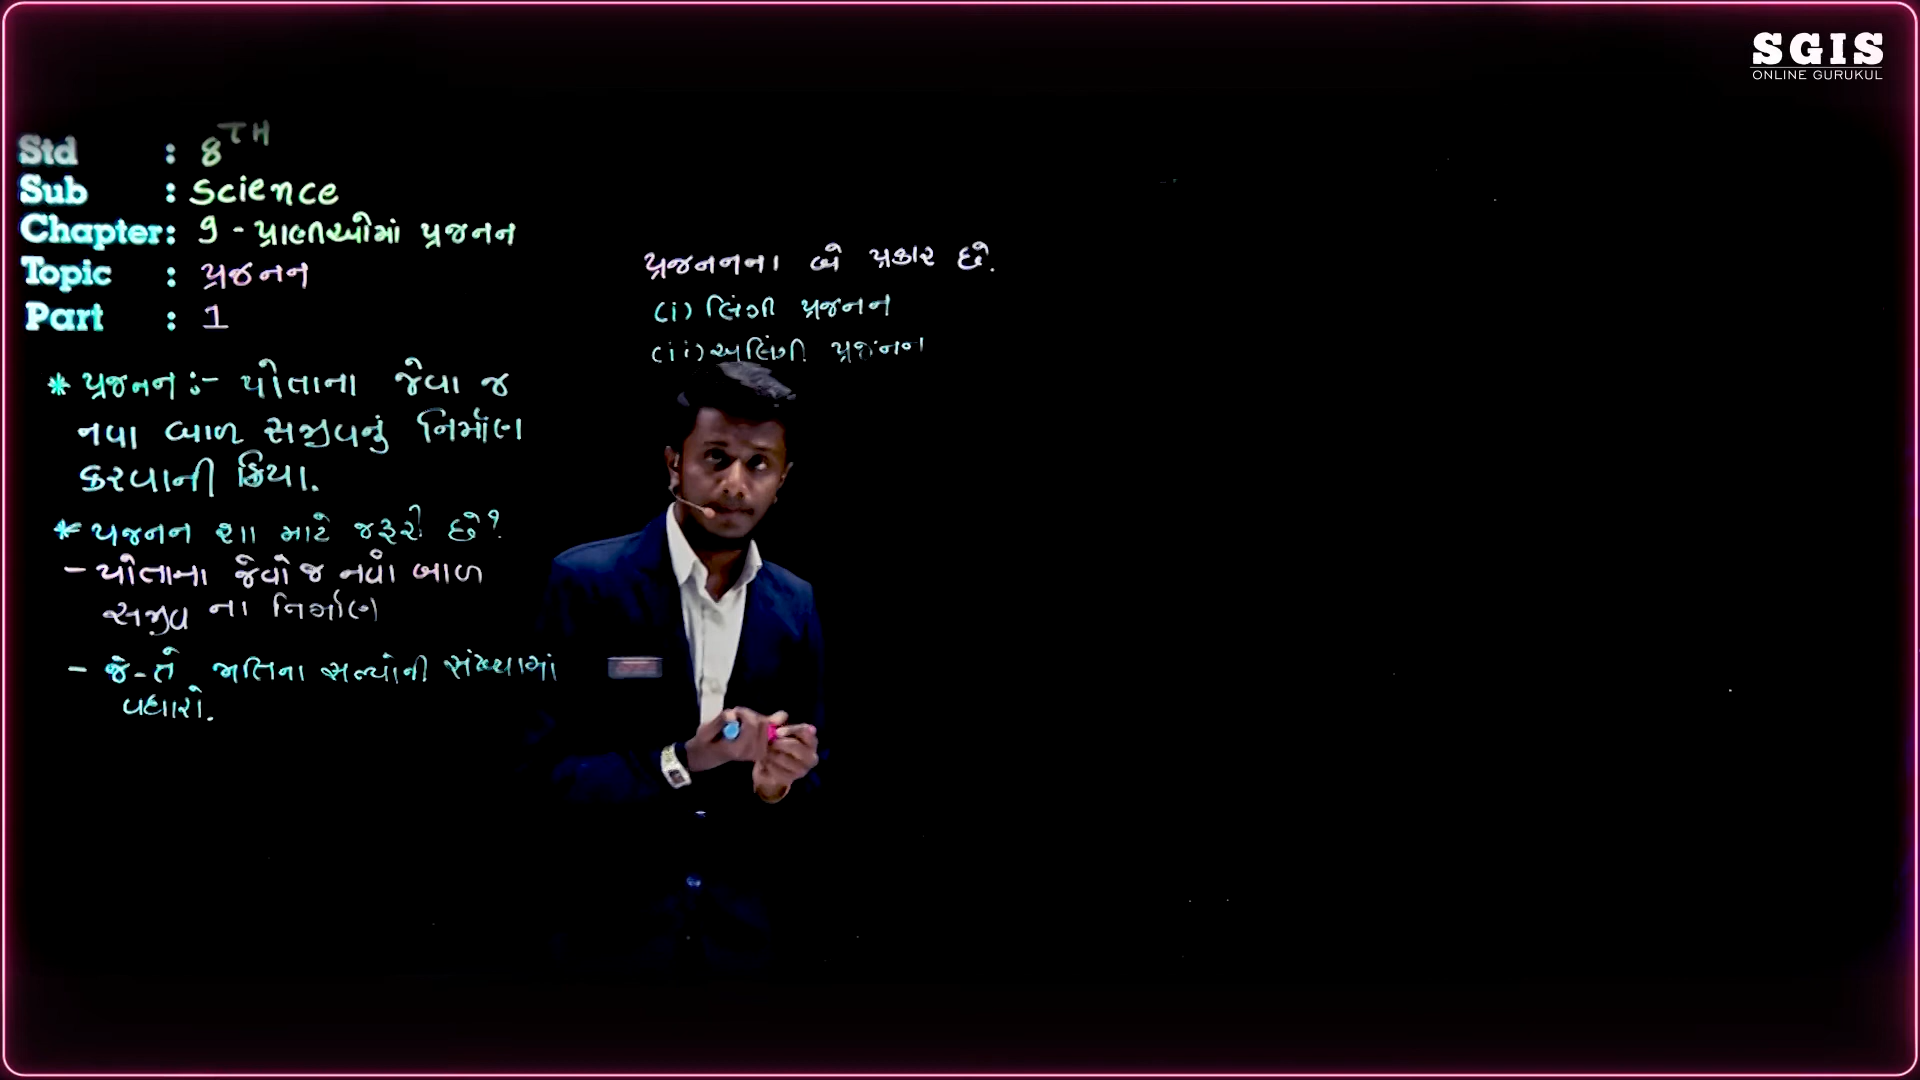 SGIS
ONLINE GURUKUL
Std : 8TH
Sub : Science
Chapter : 9 - પ્રાણીઓમાં પ્રજનન
Topic : પ્રજનન
Part : 1
* પ્રજનન :- પોતાના જેવા જ
નવા બાળ સજીવનું નિર્માણ
કરવાની ક્રિયા.
* પ્રજનન શા માટે જરૂરી છે?
- પોતાના જેવાં જ નવાં બાળ
સજીવ ના નિર્માણ
- જે-તે જાતિના સભ્યોની સંખ્યામાં
વધારો.
પ્રજનનના બે પ્રકાર છે.
(i) લિંગી પ્રજનન
(ii) અલિંગી પ્રજનન